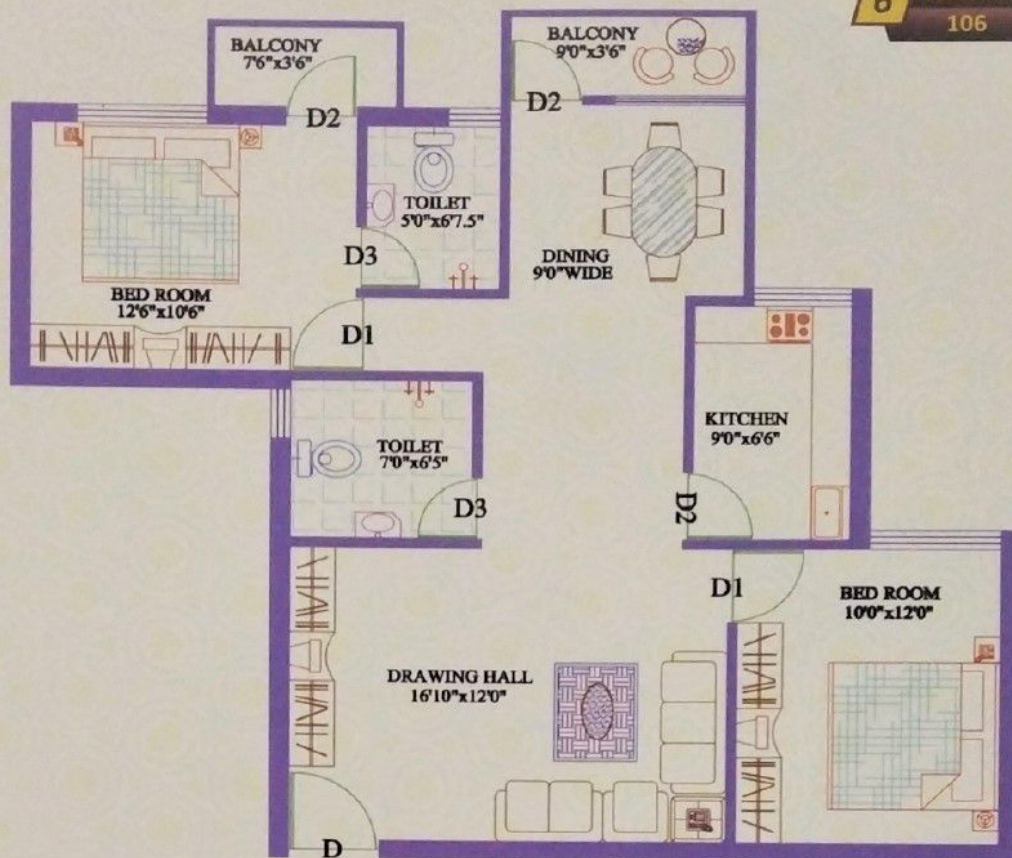 6
106
BALCONY
7'6"x3'6"
BALCONY
9'0"x3'6"
D2
D2
TOILET
5'0"x6'7.5"
D3
DINING
9'0"WIDE
BED ROOM
12'6"x10'6"
D1
KITCHEN
9'0"x6'6"
TOILET
7'0"x6'5"
D3
D2
D1
BED ROOM
10'0"x12'0"
DRAWING HALL
16'10"x12'0"
D